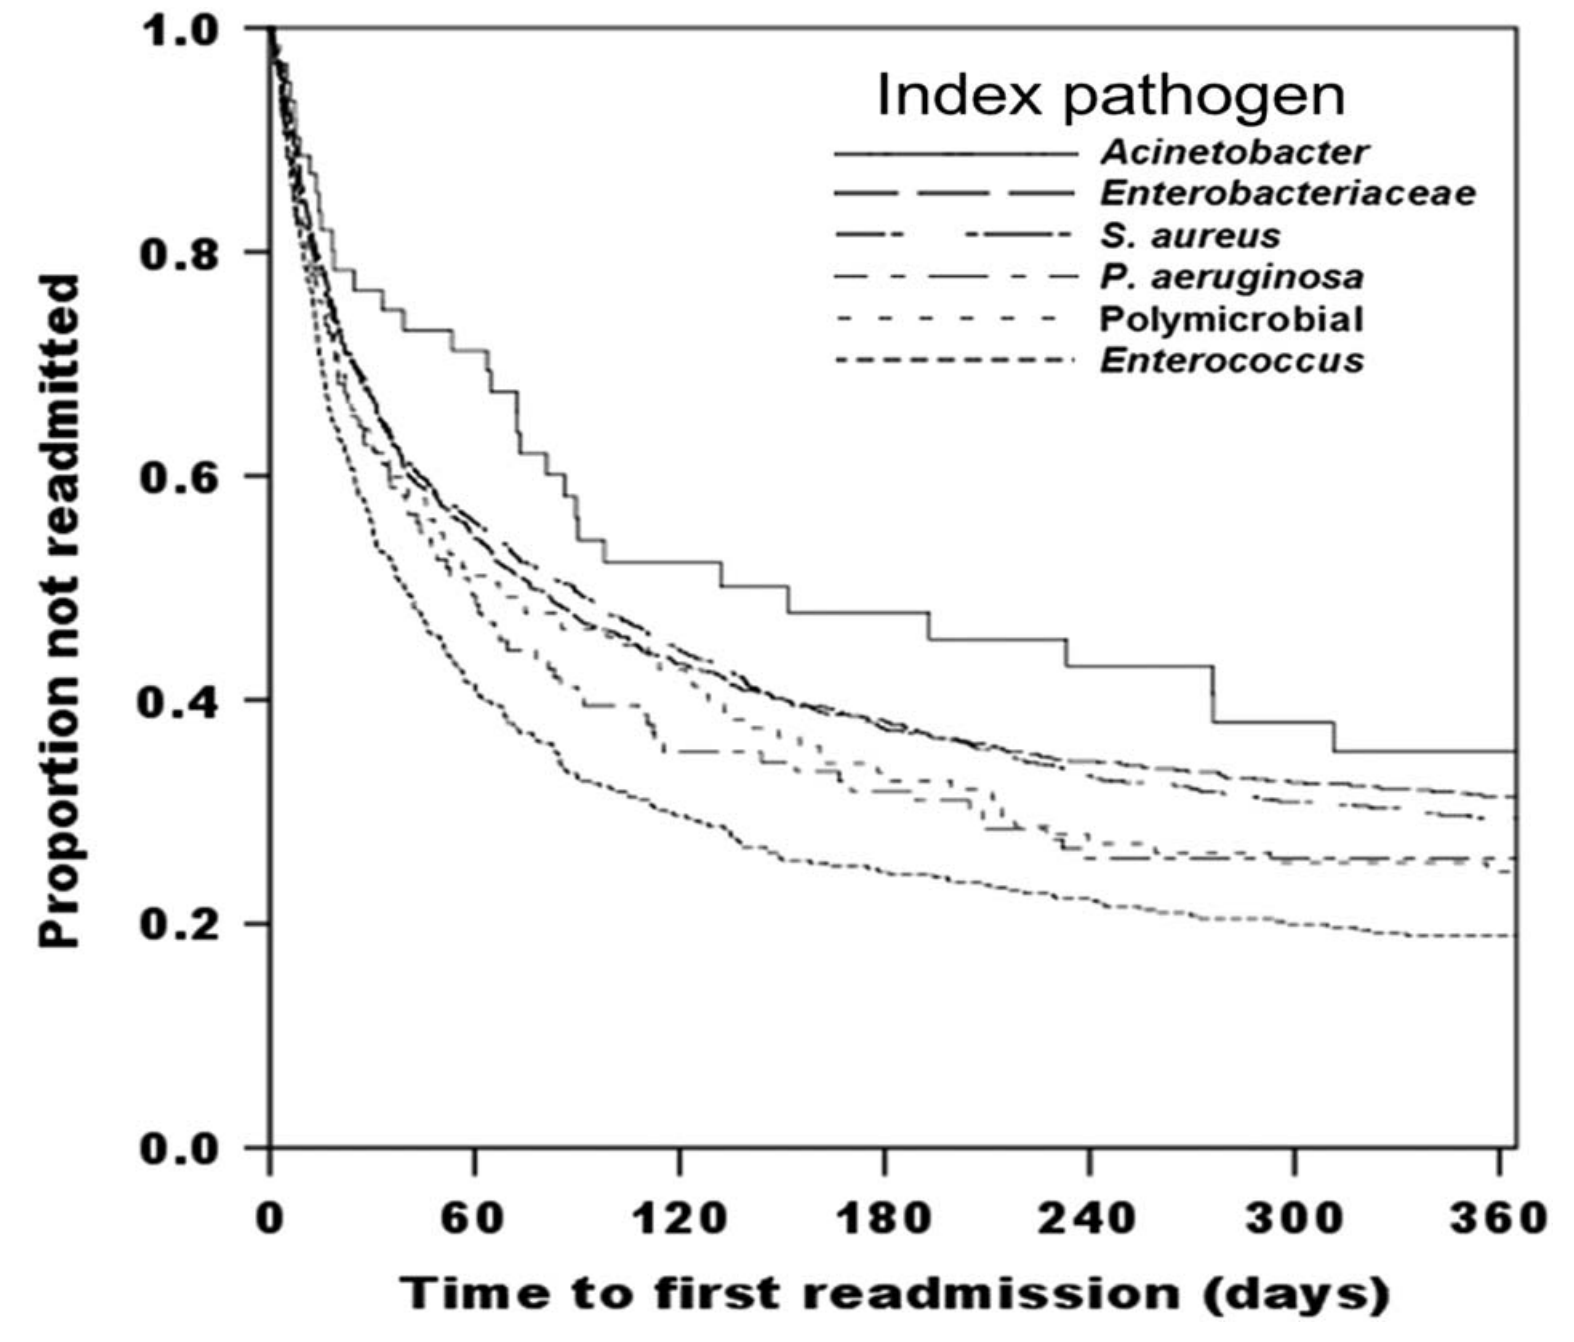 Proportion not readmitted
1.0
0.8
0.6
0.4
0.2
0.0
Index pathogen
Acinetobacter
Enterobacteriaceae
S. aureus
P. aeruginosa
Polymicrobial
Enterococcus
0 60 120 180 240 300 360
Time to first readmission (days)